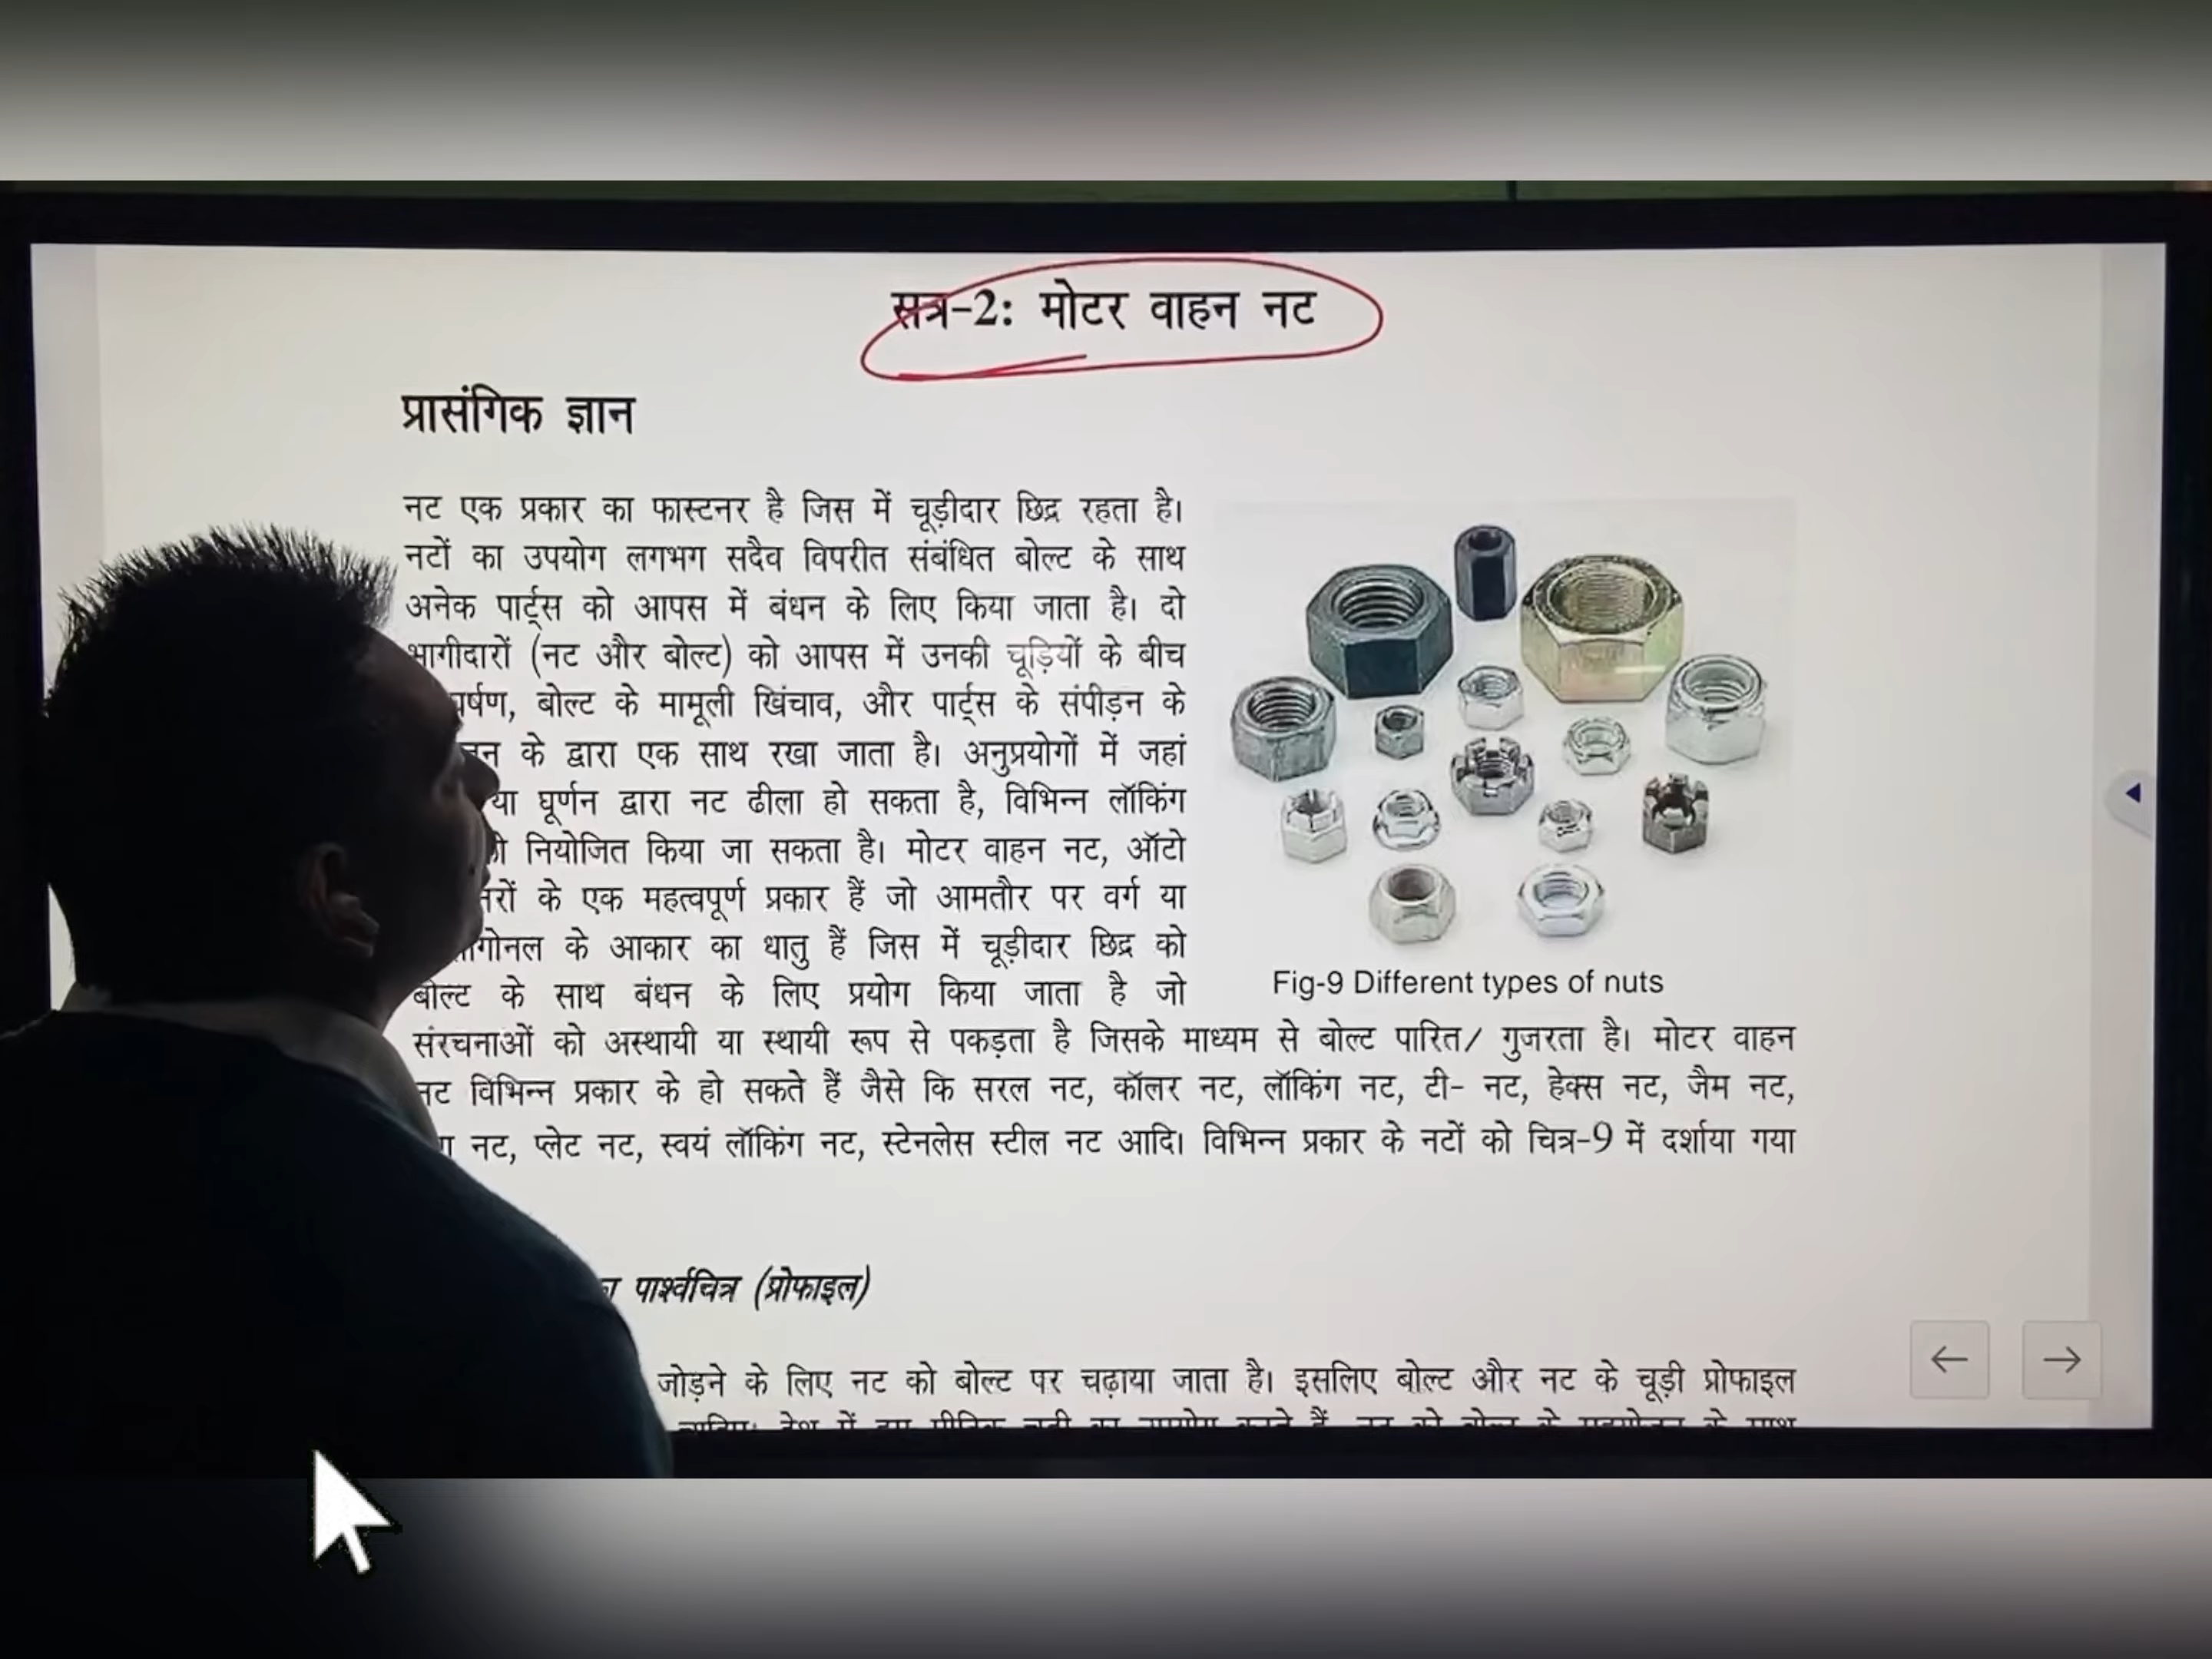 सत्र-2: मोटर वाहन नट
प्रासंगिक ज्ञान
नट एक प्रकार का फास्टनर है जिस में चूड़ीदार छिद्र रहता है।
नटों का उपयोग लगभग सदैव विपरीत संबंधित बोल्ट के साथ
अनेक पार्ट्स को आपस में बंधन के लिए किया जाता है। दो
भागीदारों (नट और बोल्ट) को आपस में उनकी चूड़ियों के बीच
बोल्ट के मामूली खिंचाव, और पार्ट्स के संपीड़न के
के द्वारा एक साथ रखा जाता है। अनुप्रयोगों में जहां
या घूर्णन द्वारा नट ढीला हो सकता है, विभिन्न लॉकिंग
नियोजित किया जा सकता है। मोटर वाहन नट, ऑटो
के एक महत्वपूर्ण प्रकार हैं जो आमतौर पर वर्ग या
के आकार का धातु हैं जिस में चूड़ीदार छिद्र को
बोल्ट के साथ बंधन के लिए प्रयोग किया जाता है जो
संरचनाओं को अस्थायी या स्थायी रूप से पकड़ता है जिसके माध्यम से बोल्ट पारित/ गुजरता है। मोटर वाहन
नट विभिन्न प्रकार के हो सकते हैं जैसे कि सरल नट, कॉलर नट, लॉकिंग नट, टी- नट, हेक्स नट, जैम नट,
नट, प्लेट नट, स्वयं लॉकिंग नट, स्टेनलेस स्टील नट आदि। विभिन्न प्रकार के नटों को चित्र-9 में दर्शाया गया
Fig-9 Different types of nuts
पार्श्वचित्र (प्रोफाइल)
जोड़ने के लिए नट को बोल्ट पर चढ़ाया जाता है। इसलिए बोल्ट और नट के चूड़ी प्रोफाइल